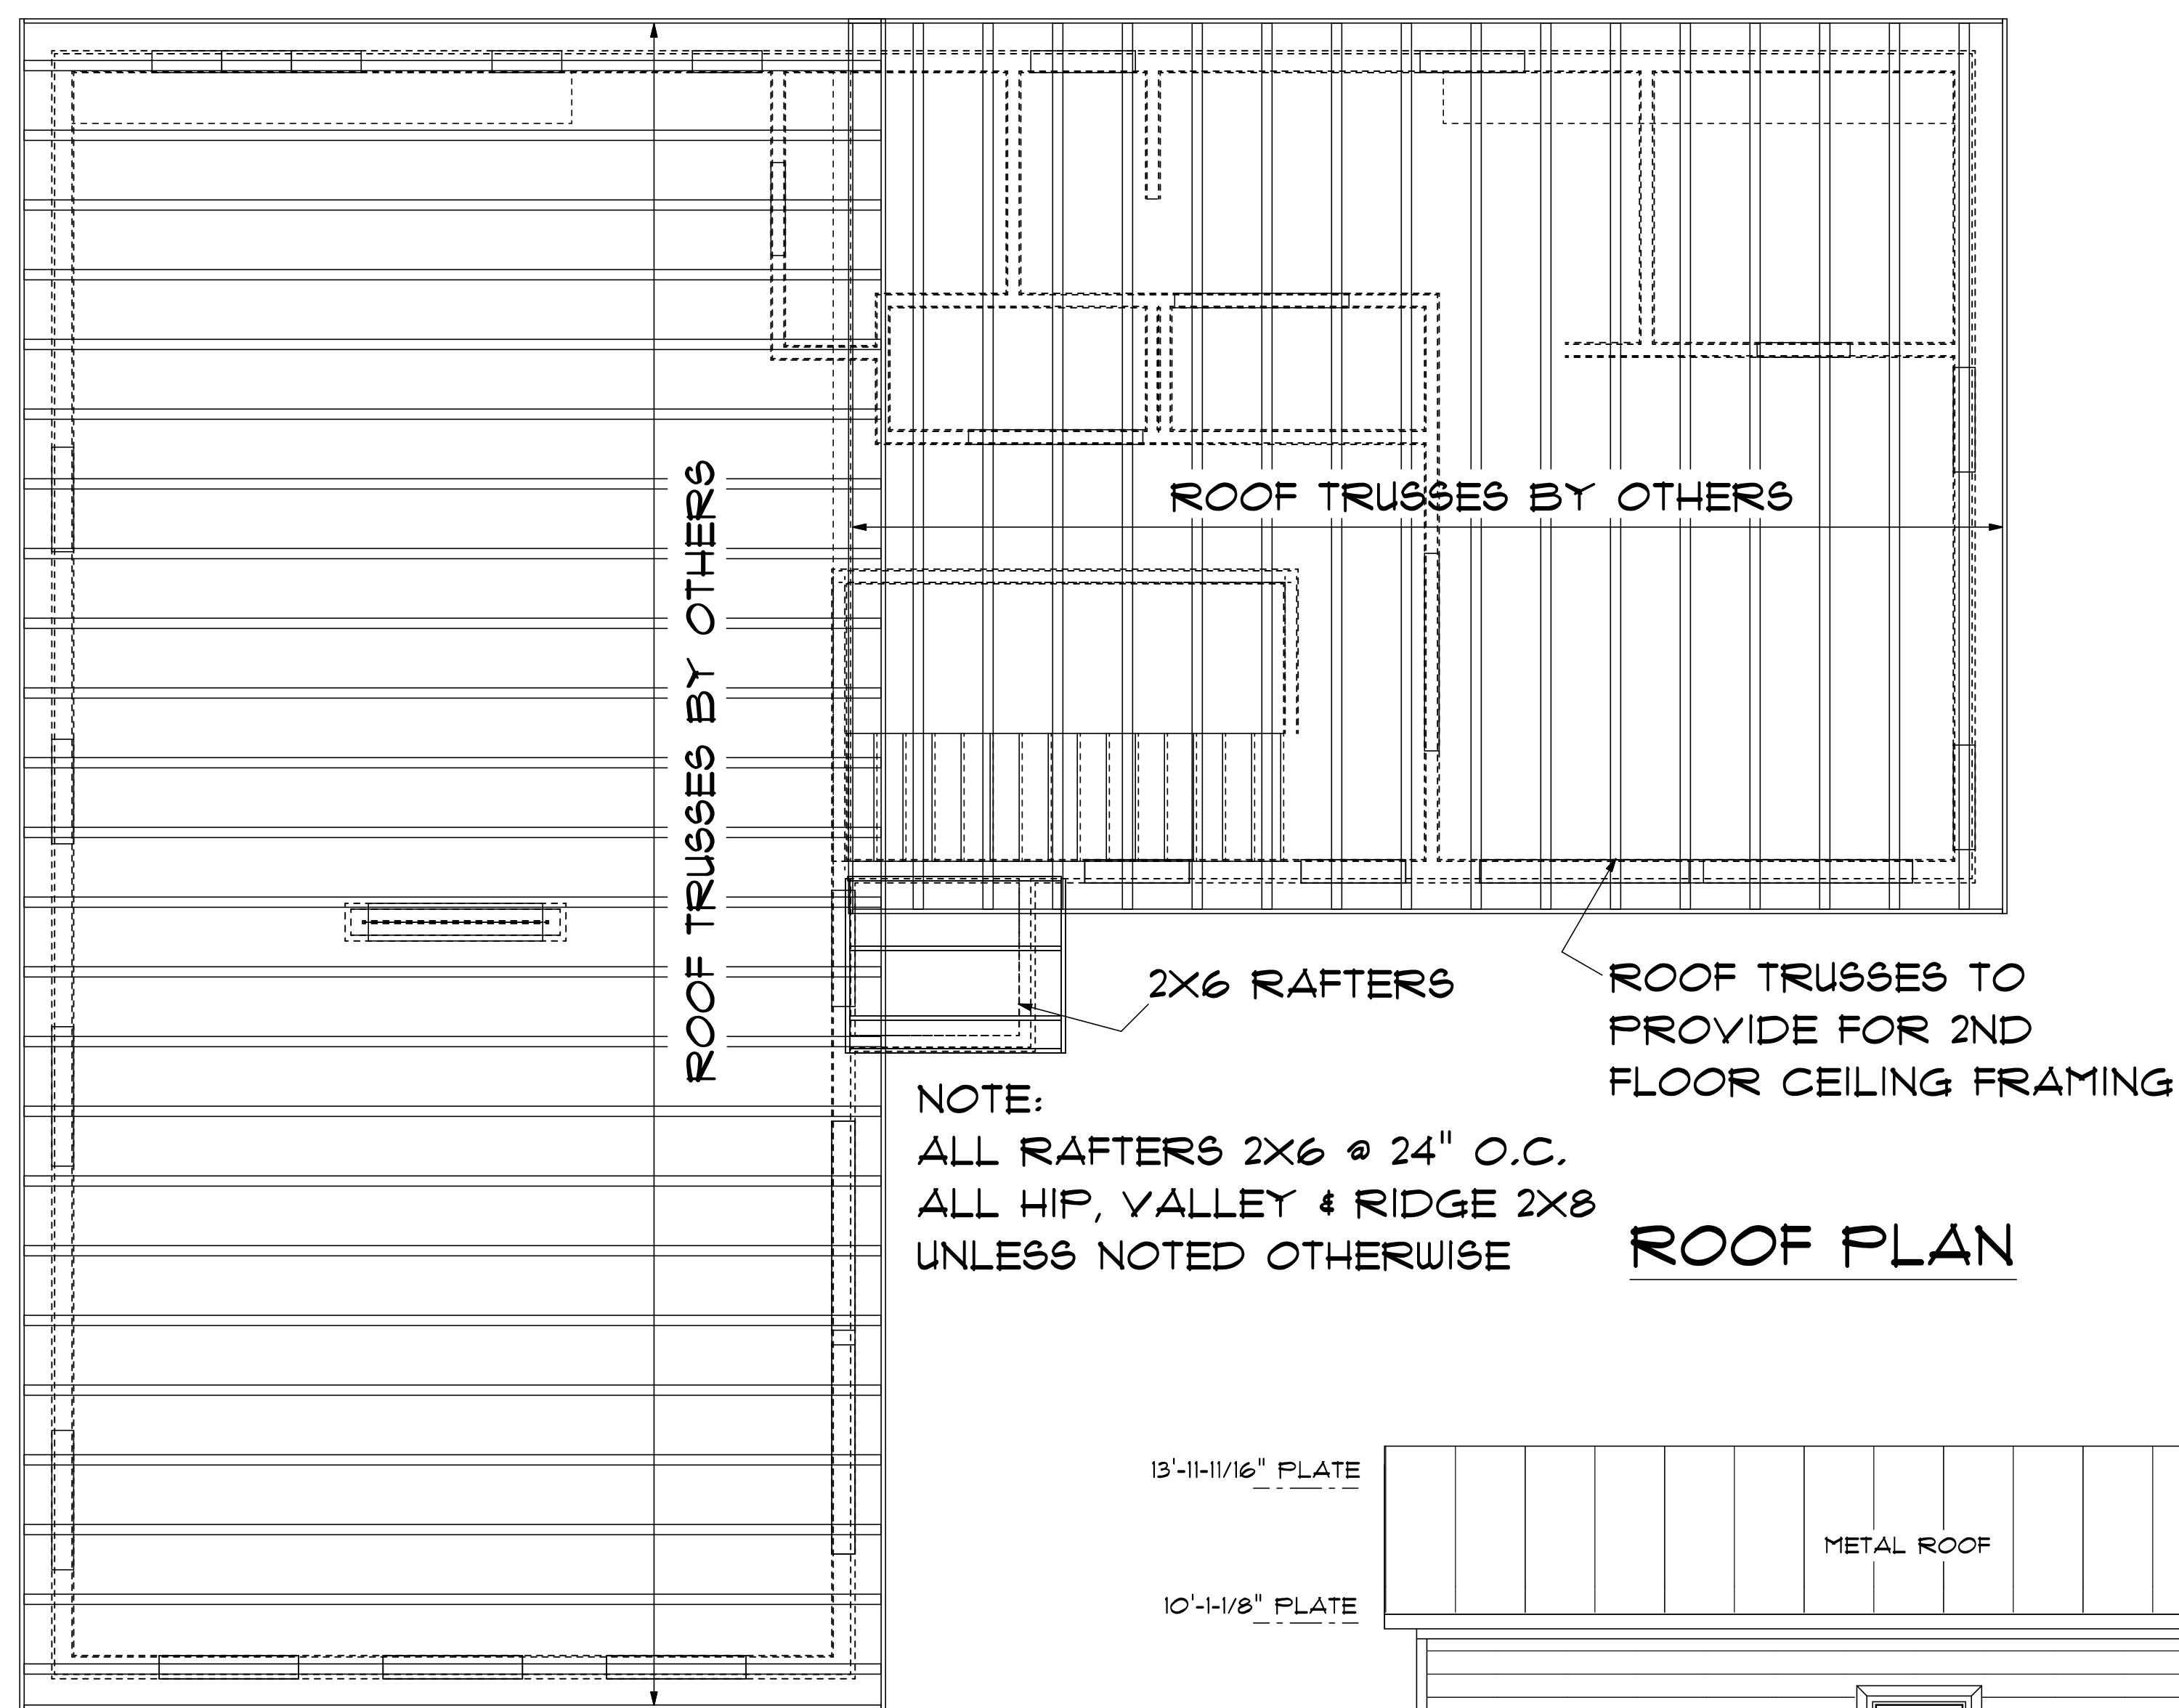 ROOF TRUSSES BY OTHERS
ROOF TRUSSES BY OTHERS
2X6 RAFTERS
ROOF TRUSSES TO
PROVIDE FOR 2ND
FLOOR CEILING FRAMING
NOTE:
ALL RAFTERS 2X6 @ 24" O.C.
ALL HIP, VALLEY & RIDGE 2X8
UNLESS NOTED OTHERWISE
ROOF PLAN
13'-11-11/16" PLATE
METAL ROOF
10'-1-1/8" PLATE